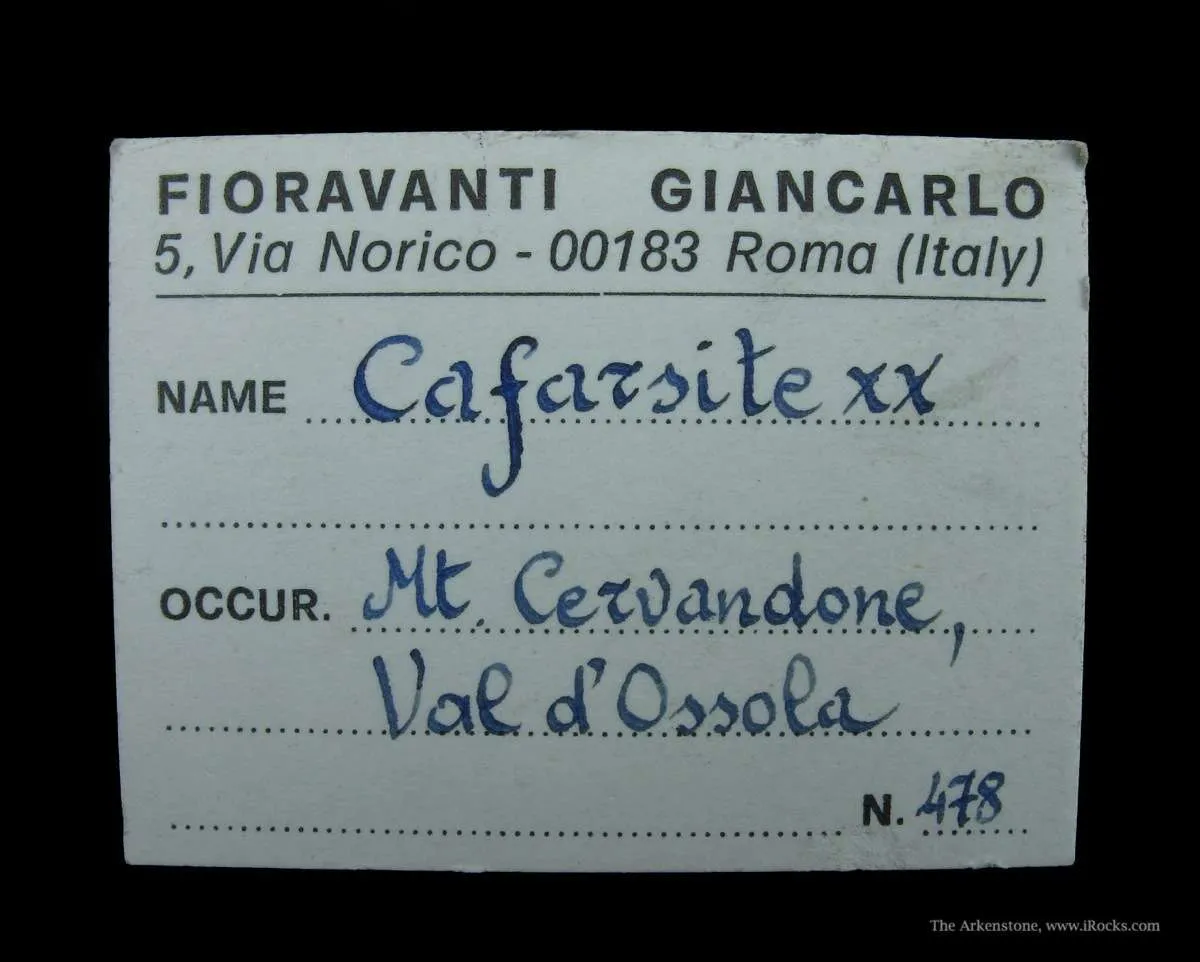 FIORAVANTI GIANCARLO
5, Via Norico - 00183 Roma (Italy)
NAME Cafarsite xx
OCCUR. Mt. Cervandone,
Val d'Ossola
N. 478
The Arkenstone, www.iRocks.com